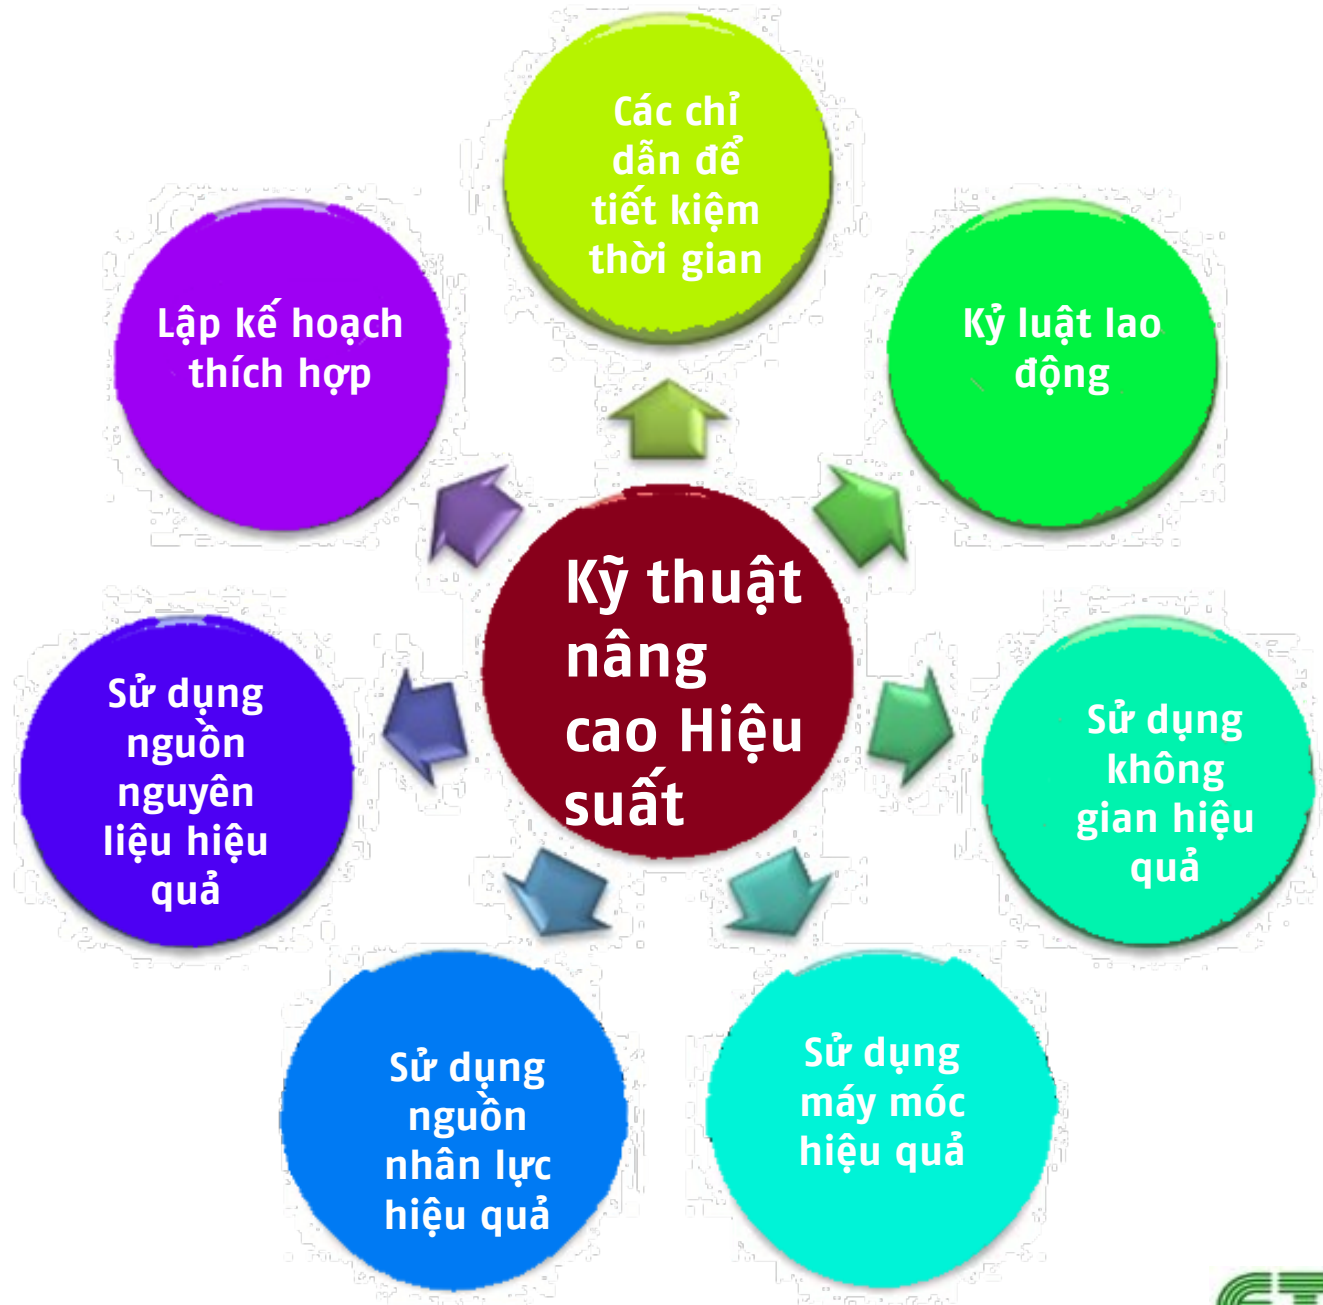 Các chỉ
dẫn để
tiết kiệm
thời gian
Lập kế hoạch
thích hợp
Kỷ luật lao
động
Kỹ thuật
nâng
cao Hiệu
suất
Sử dụng
nguồn
nguyên
liệu hiệu
quả
Sử dụng
không
gian hiệu
quả
Sử dụng
nguồn
nhân lực
hiệu quả
Sử dụng
máy móc
hiệu quả